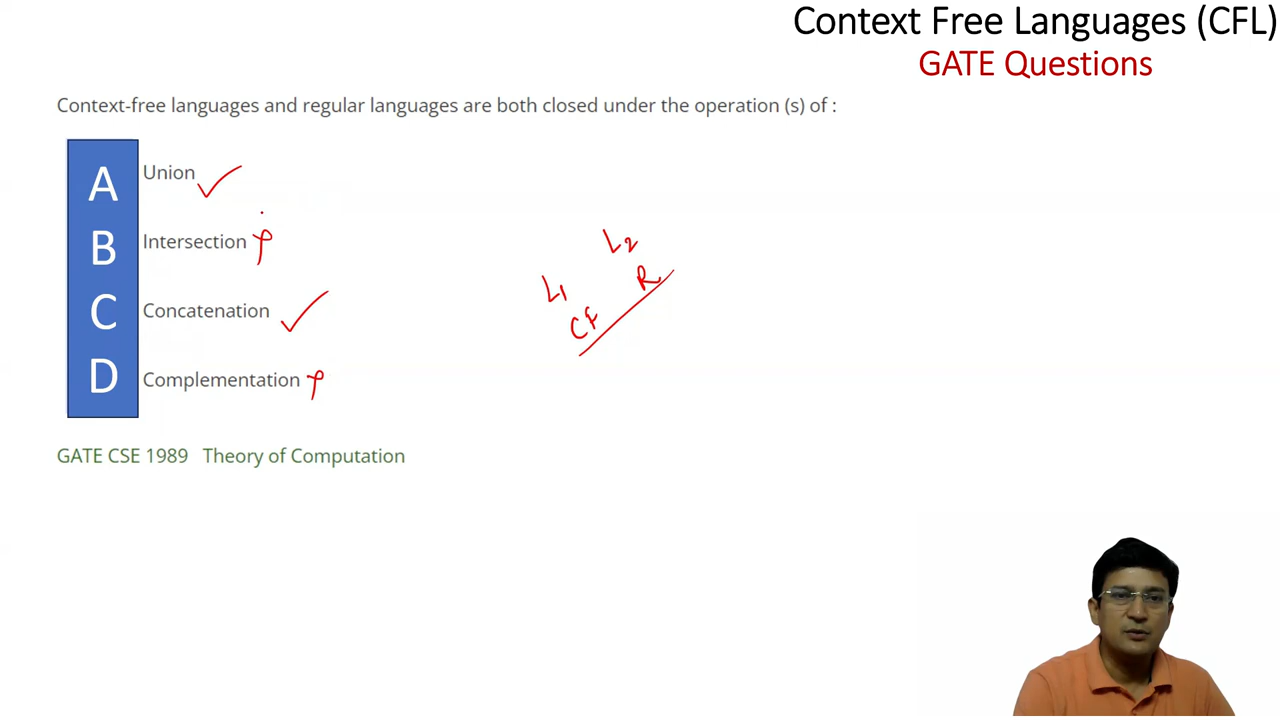 Context Free Languages (CFL)
GATE Questions
Context-free languages and regular languages are both closed under the operation (s) of :
A Union
B Intersection
C Concatenation
D Complementation
L2
R
L1
CF
GATE CSE 1989 Theory of Computation